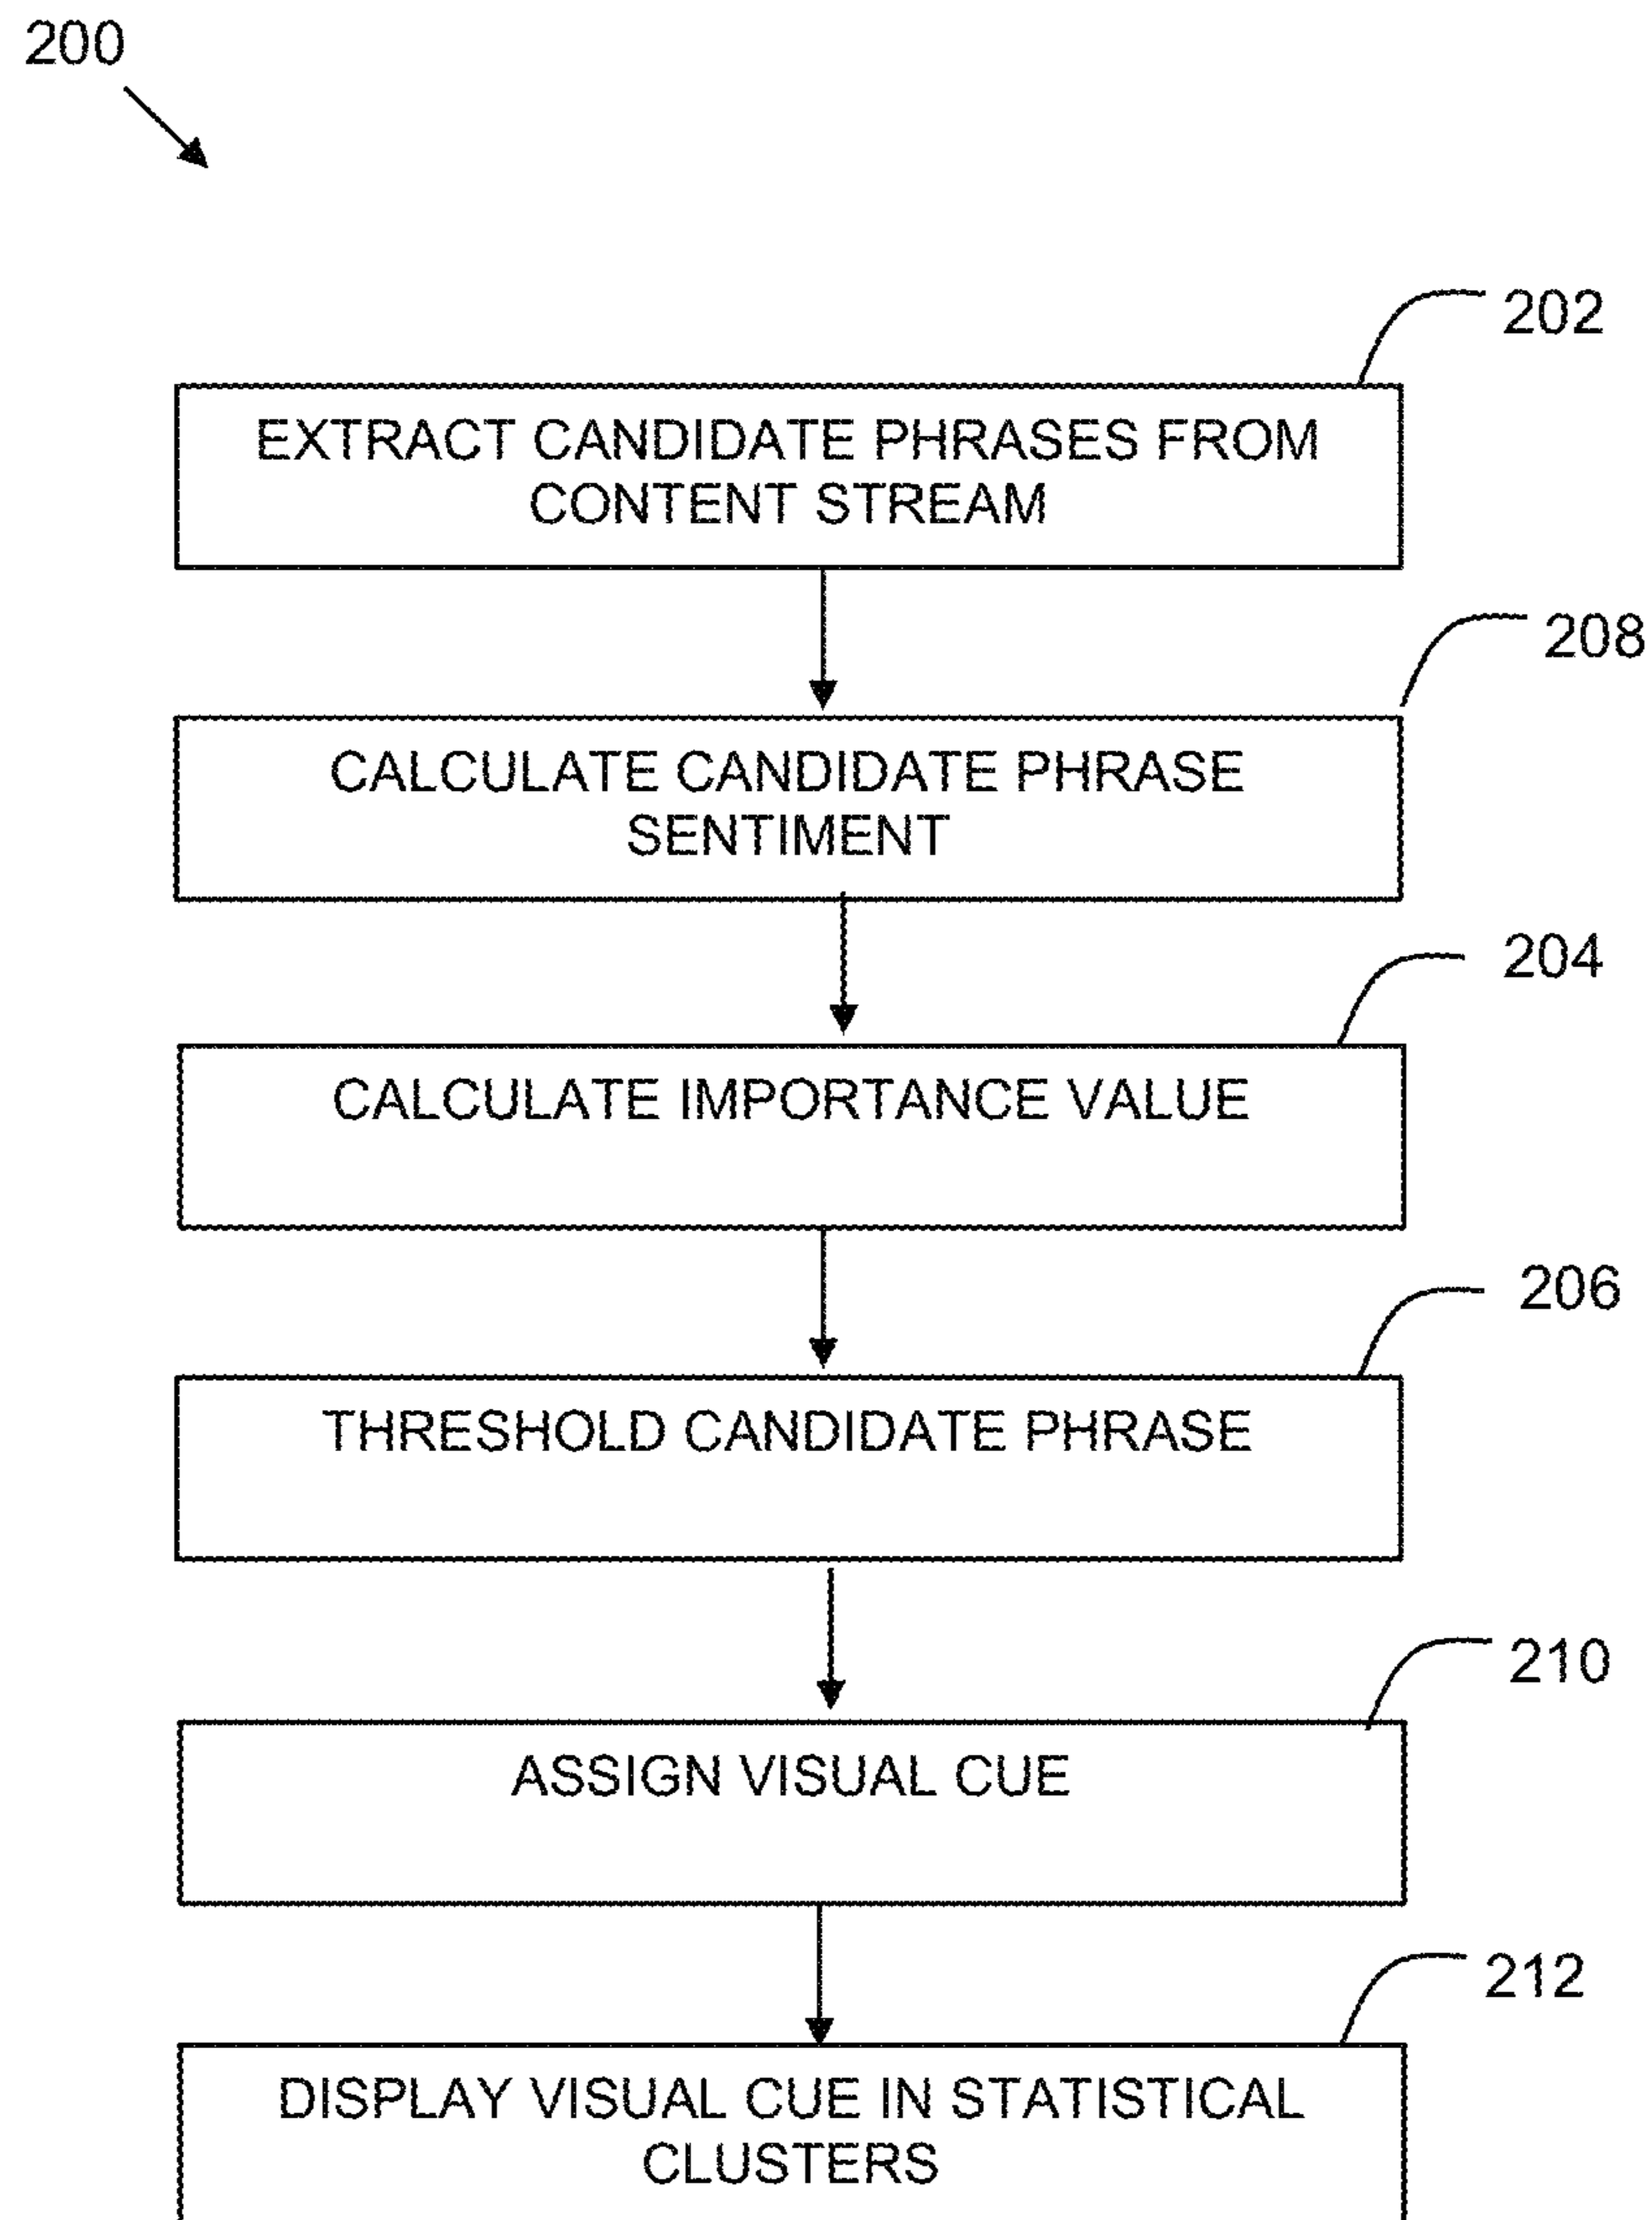 200
202
EXTRACT CANDIDATE PHRASES FROM
CONTENT STREAM
208
CALCULATE CANDIDATE PHRASE
SENTIMENT
204
CALCULATE IMPORTANCE VALUE
206
THRESHOLD CANDIDATE PHRASE
210
ASSIGN VISUAL CUE
212
DISPLAY VISUAL CUE IN STATISTICAL
CLUSTERS